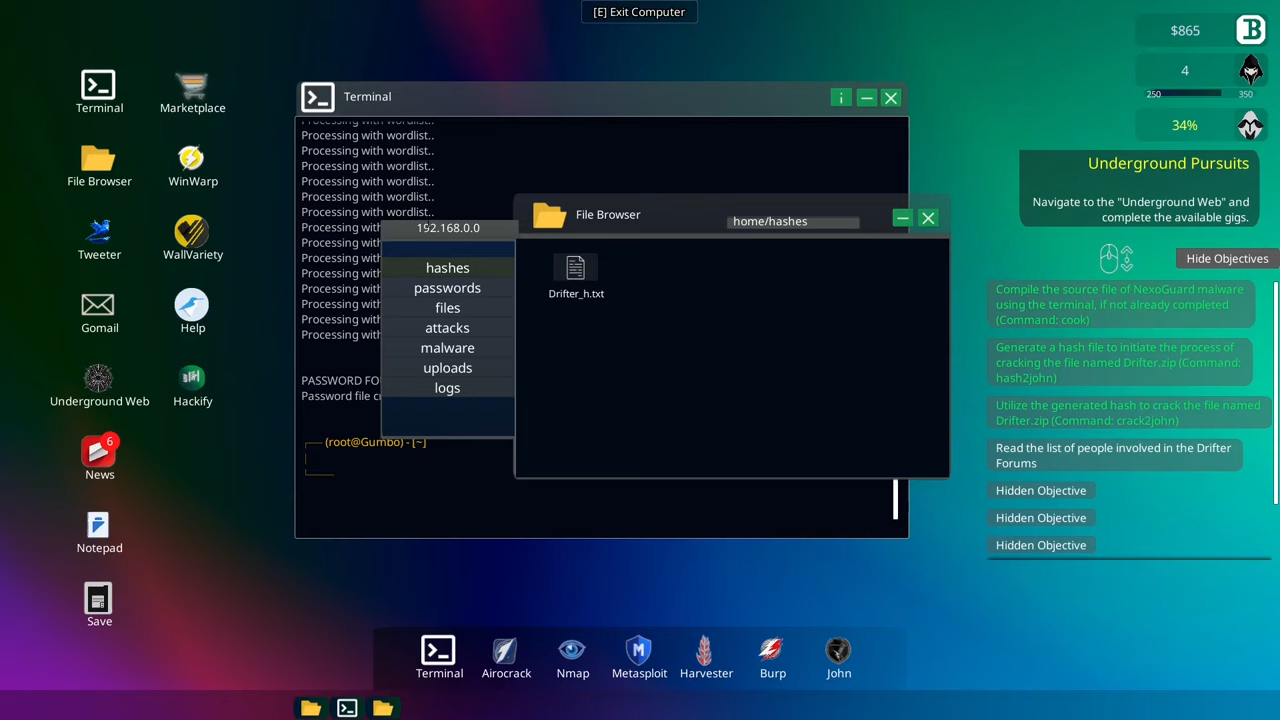 [E] Exit Computer
$865
4
250
350
34%
Underground Pursuits
Navigate to the "Underground Web" and
complete the available gigs.
Hide Objectives
Compile the source file of NexoGuard malware
using the terminal, if not already completed
(Command: cook)
Generate a hash file to initiate the process of
cracking the file named Drifter.zip (Command:
hash2john)
Utilize the generated hash to crack the file named
Drifter.zip (Command: crack2john)
Read the list of people involved in the Drifter
Forums
Hidden Objective
Hidden Objective
Hidden Objective
Terminal
Marketplace
File Browser
WinWarp
Tweeter
WallVariety
Gomail
Help
Underground Web
Hackify
6
News
Notepad
Save
Terminal
Processing with wordlist..
Processing with wordlist..
Processing with wordlist..
Processing with wordlist..
Processing with wordlist..
Processing with wordlist..
Processing with wordlist..
Processing with
Processing with
Processing with
Processing with
Processing with
Processing with
Processing with
PASSWORD FO
Password file c
(root@Gumbo) - [~]
192.168.0.0
hashes
passwords
files
attacks
malware
uploads
logs
File Browser
home/hashes
Drifter_h.txt
Terminal
Airocrack
Nmap
Metasploit
Harvester
Burp
John